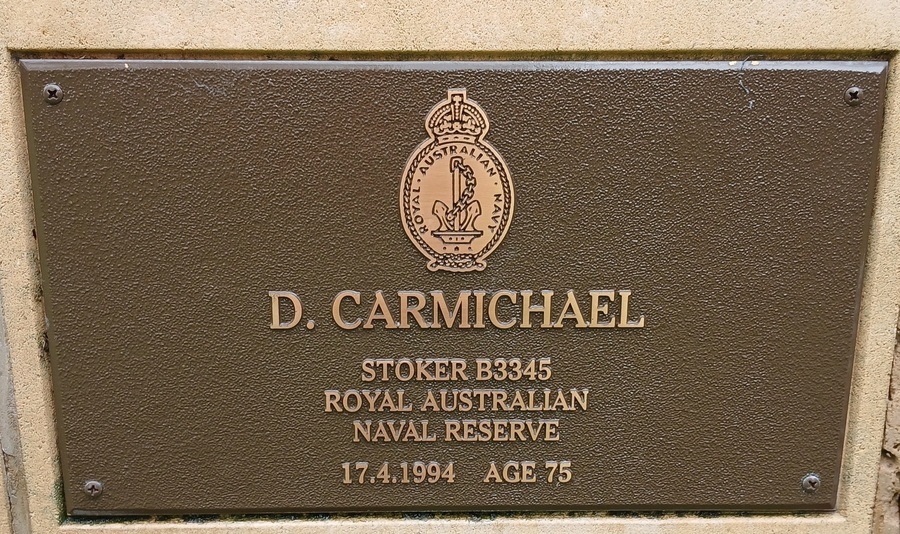 ROYAL · AUSTRALIAN · NAVY
D. CARMICHAEL
STOKER B3345
ROYAL AUSTRALIAN
NAVAL RESERVE
17.4.1994 AGE 75